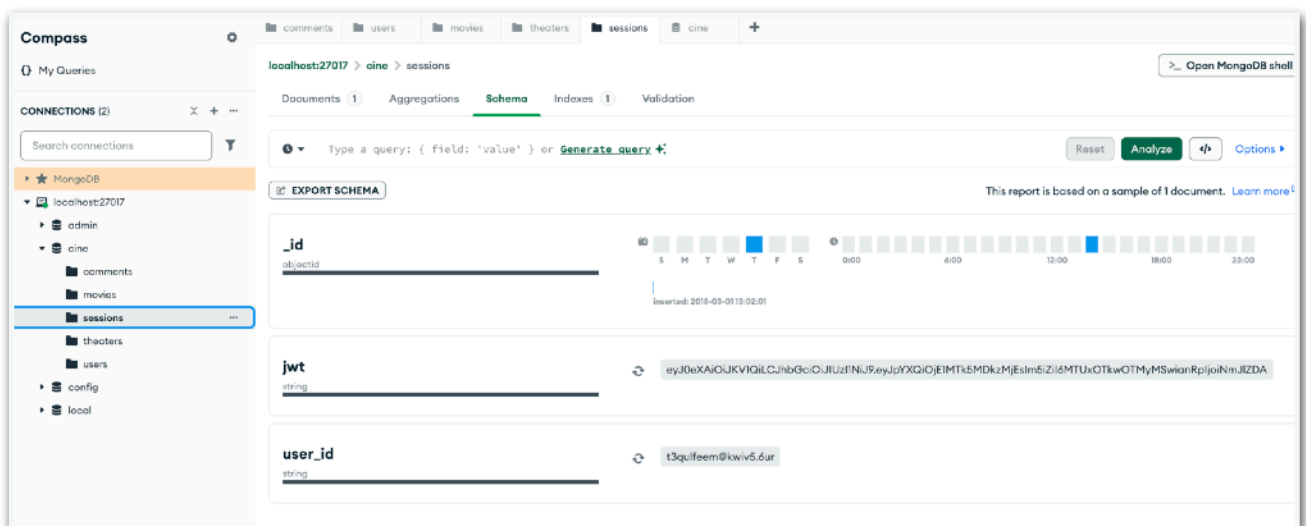 Compass
My Queries
CONNECTIONS (2)
Search connections
MongoDB
localhost:27017
admin
cine
comments
movies
sessions
theaters
users
config
local
comments users movies theaters sessions cine +
localhost:27017 > cine > sessions
>_ Open MongoDB shell
Documents 1 Aggregations Schema Indexes 1 Validation
Type a query: { field: 'value' } or Generate query
Reset Analyze </> Options
EXPORT SCHEMA
This report is based on a sample of 1 document. Learn more
_id
objectid
S M T W T F S
0:00 6:00 12:00 18:00 23:00
inserted: 2018-03-01 13:02:01
jwt
string
user_id
string
t3qulfeem@kwiv5.6ur